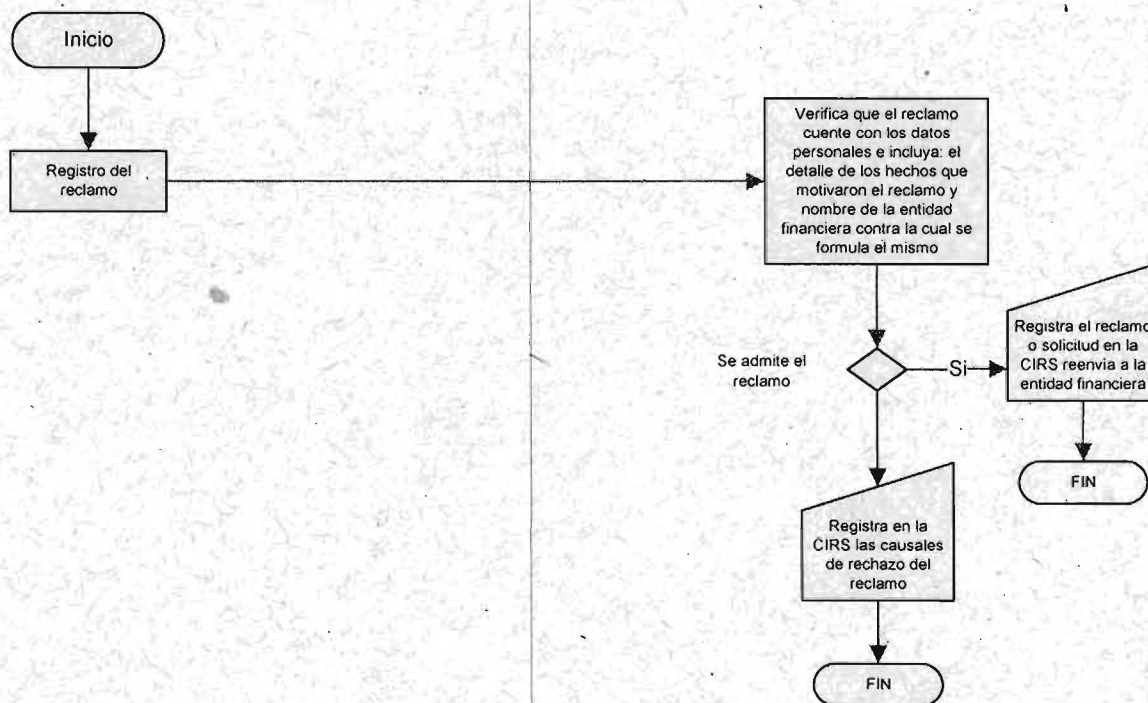 Inicio
Registro del
reclamo
Verifica que el reclamo
cuente con los datos
personales e incluya: el
detalle de los hechos que
motivaron el reclamo y
nombre de la entidad
financiera contra la cual se
formula el mismo
Se admite el
reclamo
Si
Registra el reclamo
o solicitud en la
CIRS reenvia a la
entidad financiera
FIN
Registra en la
CIRS las causales
de rechazo del
reclamo
FIN